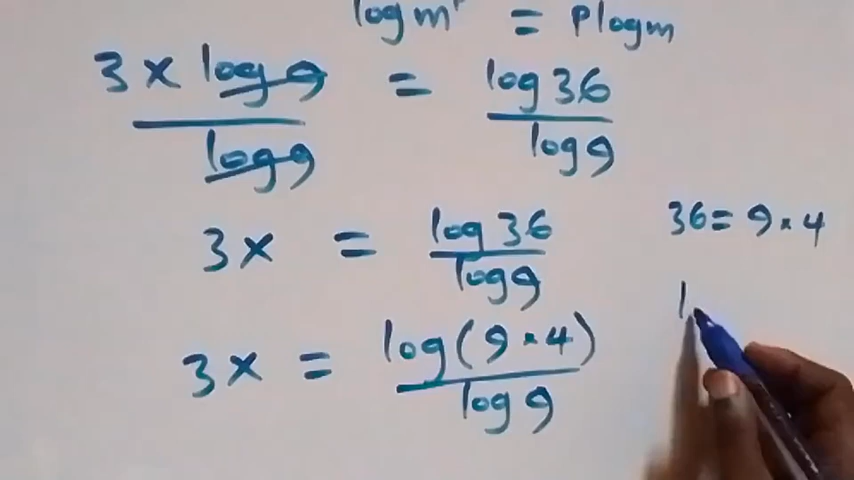 log mᵖ = p log m
3x log 9 / log 9 = log 36 / log 9
3x = log 36 / log 9
36 = 9 · 4
3x = log (9 · 4) / log 9
l